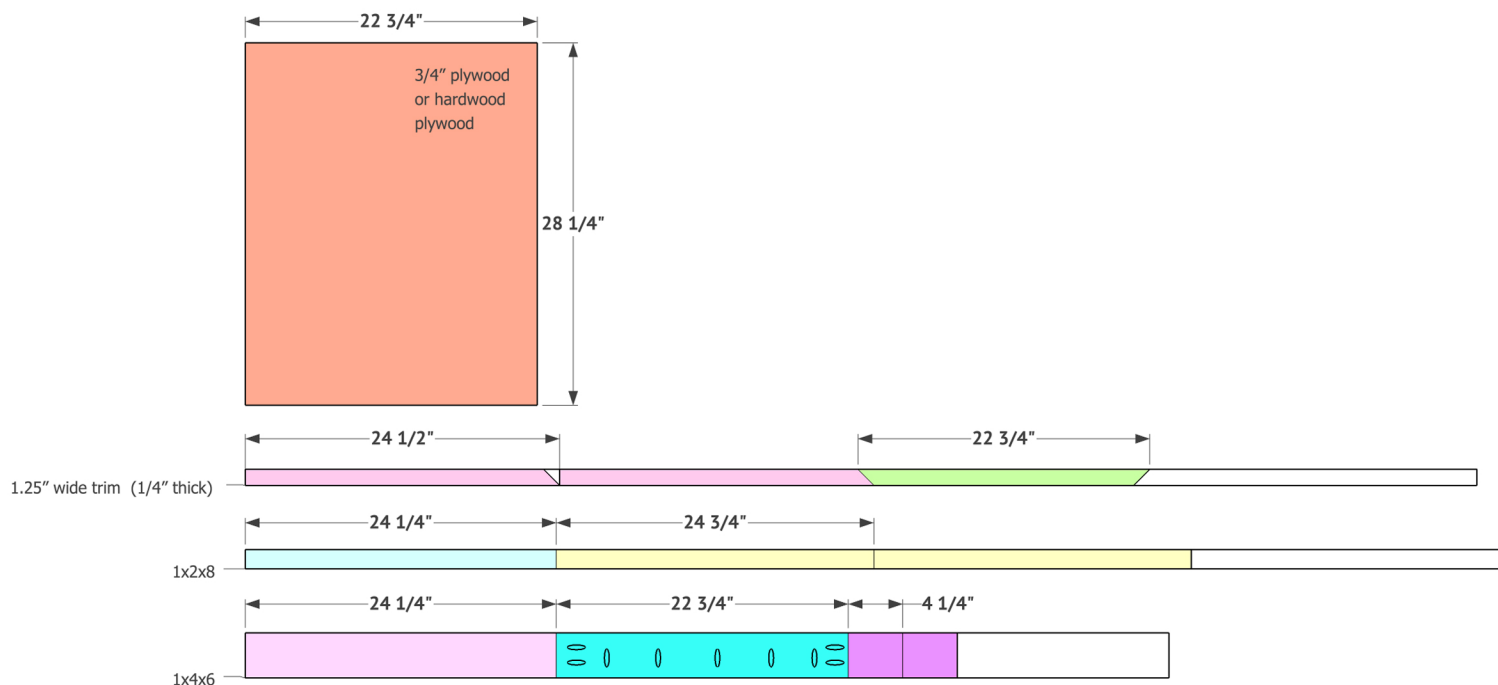 22 3/4"
3/4” plywood
or hardwood
plywood
28 1/4"
24 1/2"
22 3/4"
1.25” wide trim  (1/4” thick)
24 1/4"
24 3/4"
1x2x8
24 1/4"
22 3/4"
4 1/4"
1x4x6